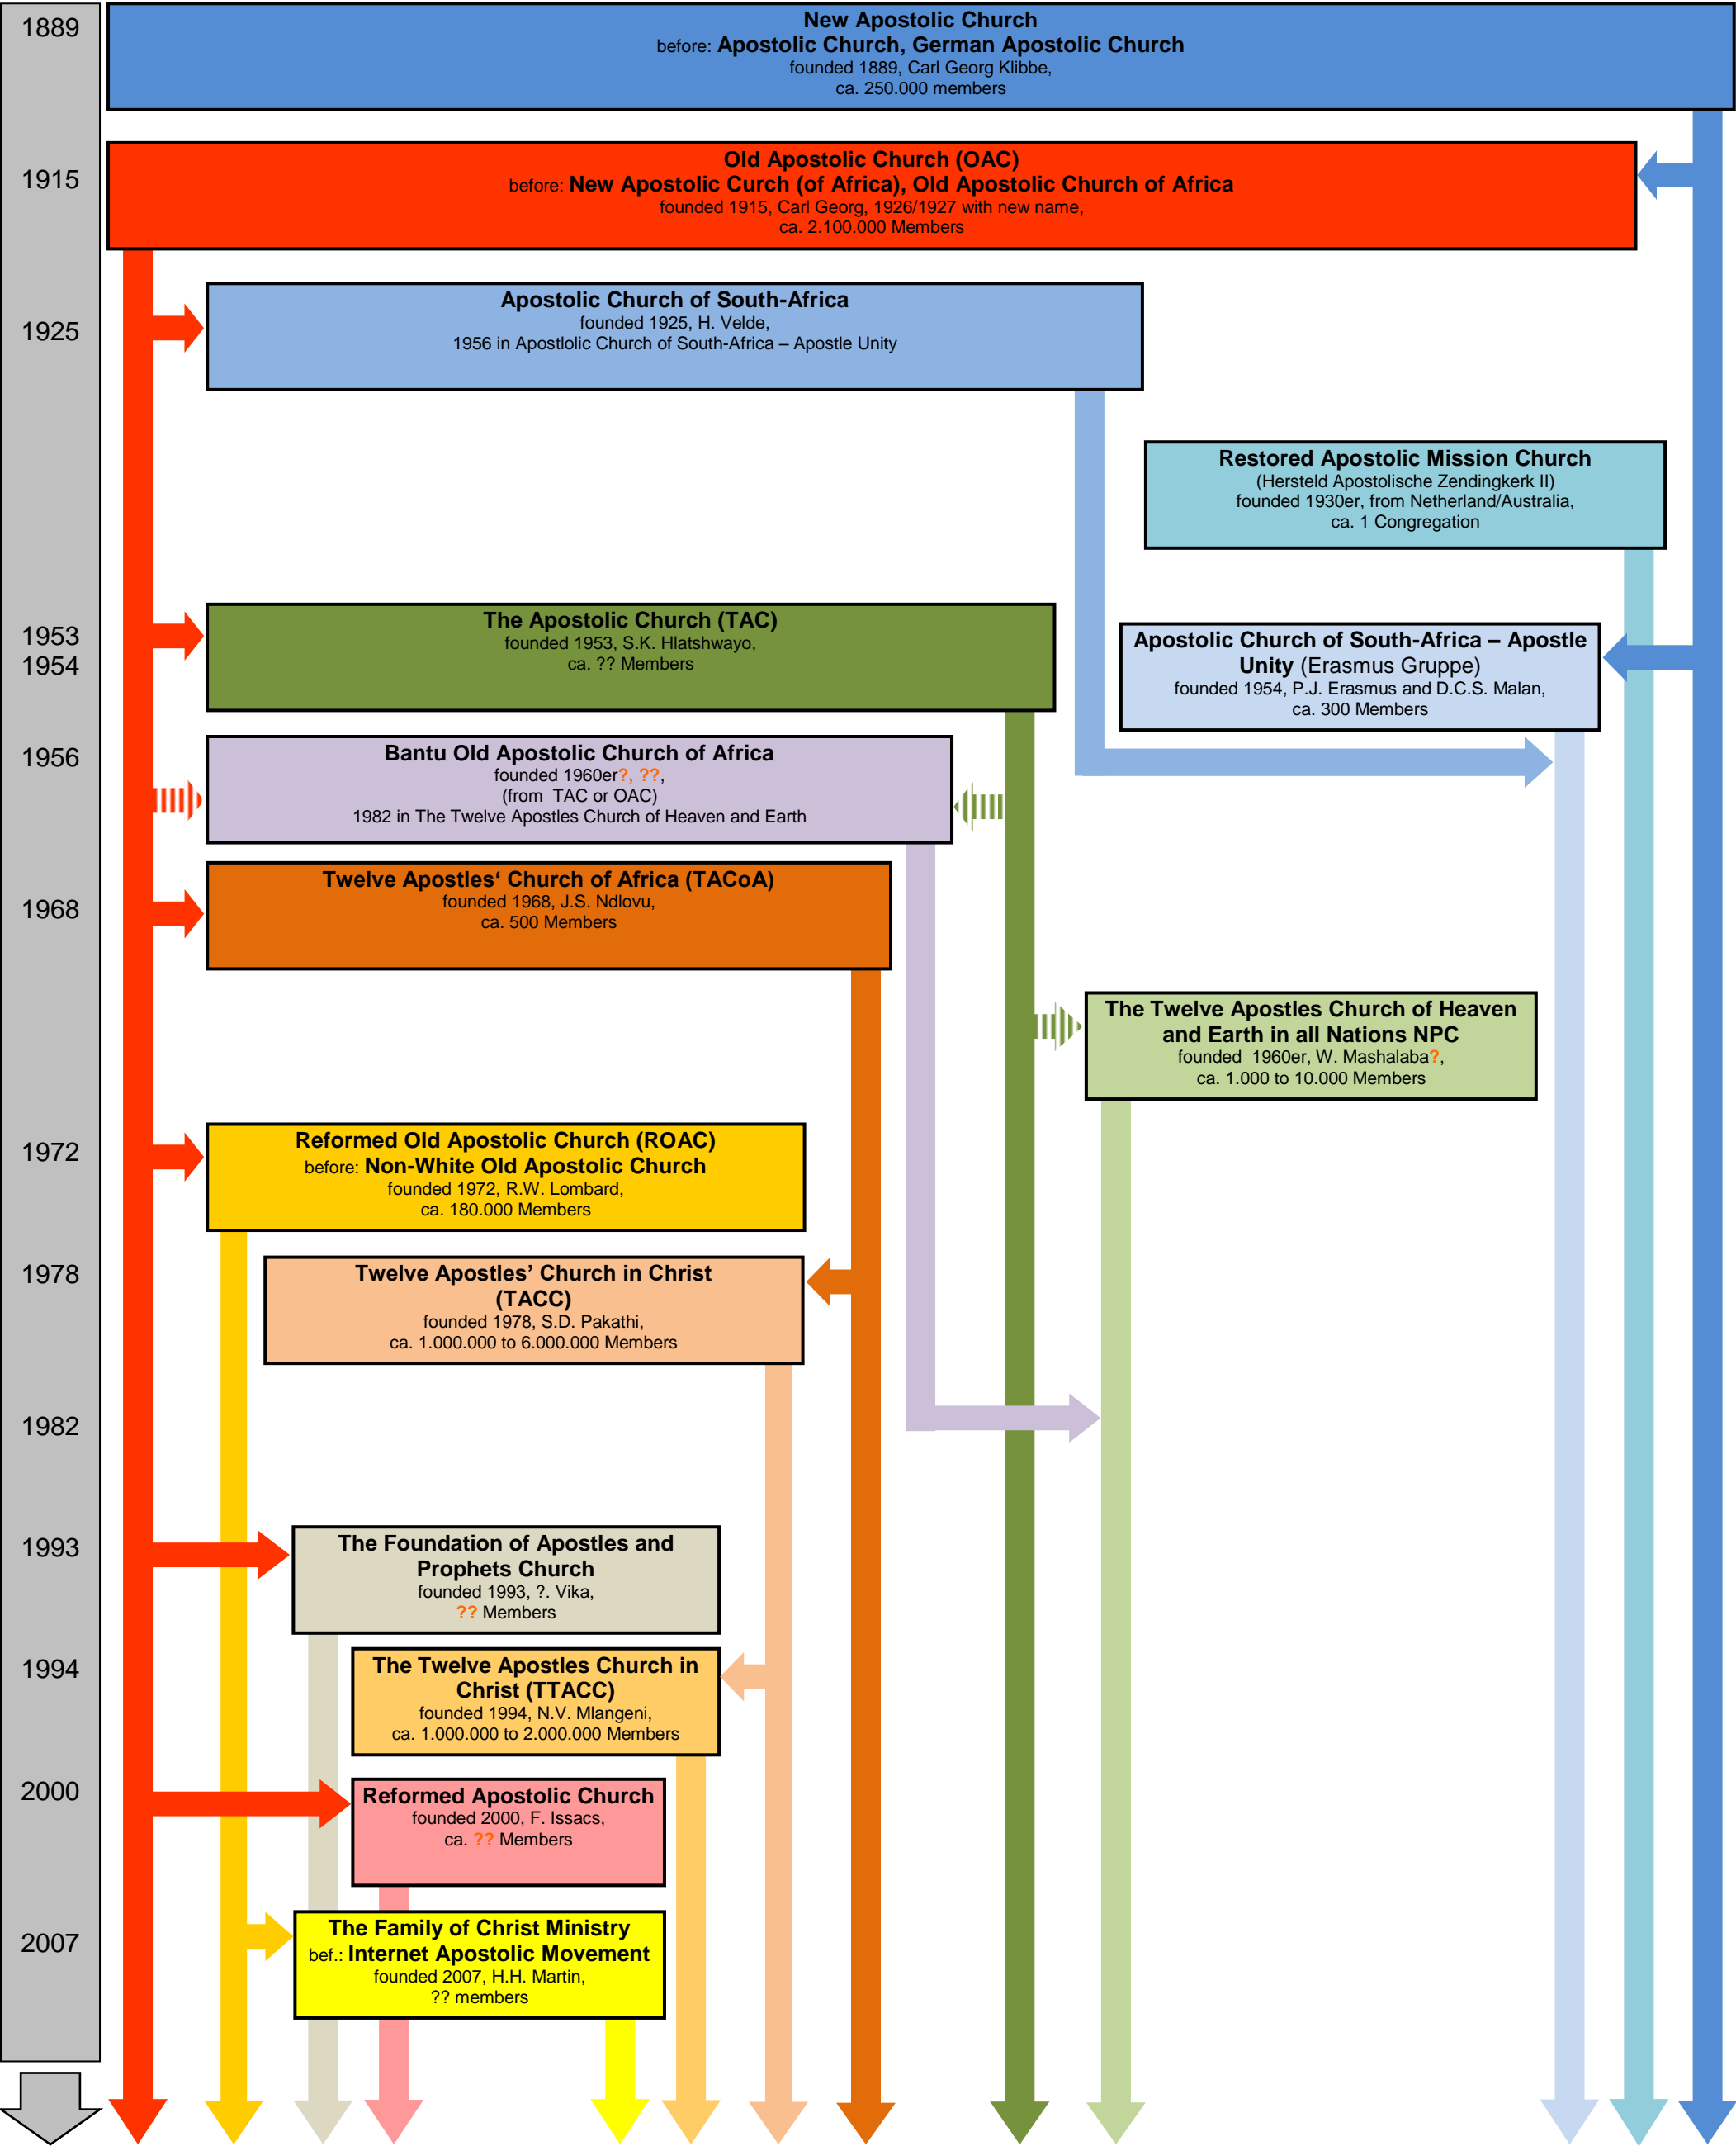 1889
New Apostolic Church
before: Apostolic Church, German Apostolic Church
founded 1889, Carl Georg Klibbe,
ca. 250.000 members
1915
Old Apostolic Church (OAC)
before: New Apostolic Curch (of Africa), Old Apostolic Church of Africa
founded 1915, Carl Georg, 1926/1927 with new name,
ca. 2.100.000 Members
1925
Apostolic Church of South-Africa
founded 1925, H. Velde,
1956 in Apostlolic Church of South-Africa – Apostle Unity
Restored Apostolic Mission Church
(Hersteld Apostolische Zendingkerk II)
founded 1930er, from Netherland/Australia,
ca. 1 Congregation
1953
1954
The Apostolic Church (TAC)
founded 1953, S.K. Hlatshwayo,
ca. ?? Members
Apostolic Church of South-Africa – Apostle
Unity (Erasmus Gruppe)
founded 1954, P.J. Erasmus and D.C.S. Malan,
ca. 300 Members
1956
Bantu Old Apostolic Church of Africa
founded 1960er?, ??,
(from TAC or OAC)
1982 in The Twelve Apostles Church of Heaven and Earth
1968
Twelve Apostles‘ Church of Africa (TACoA)
founded 1968, J.S. Ndlovu,
ca. 500 Members
The Twelve Apostles Church of Heaven
and Earth in all Nations NPC
founded 1960er, W. Mashalaba?,
ca. 1.000 to 10.000 Members
1972
Reformed Old Apostolic Church (ROAC)
before: Non-White Old Apostolic Church
founded 1972, R.W. Lombard,
ca. 180.000 Members
1978
Twelve Apostles’ Church in Christ
(TACC)
founded 1978, S.D. Pakathi,
ca. 1.000.000 to 6.000.000 Members
1982
1993
The Foundation of Apostles and
Prophets Church
founded 1993, ?. Vika,
?? Members
1994
The Twelve Apostles Church in
Christ (TTACC)
founded 1994, N.V. Mlangeni,
ca. 1.000.000 to 2.000.000 Members
2000
Reformed Apostolic Church
founded 2000, F. Issacs,
ca. ?? Members
2007
The Family of Christ Ministry
bef.: Internet Apostolic Movement
founded 2007, H.H. Martin,
?? members